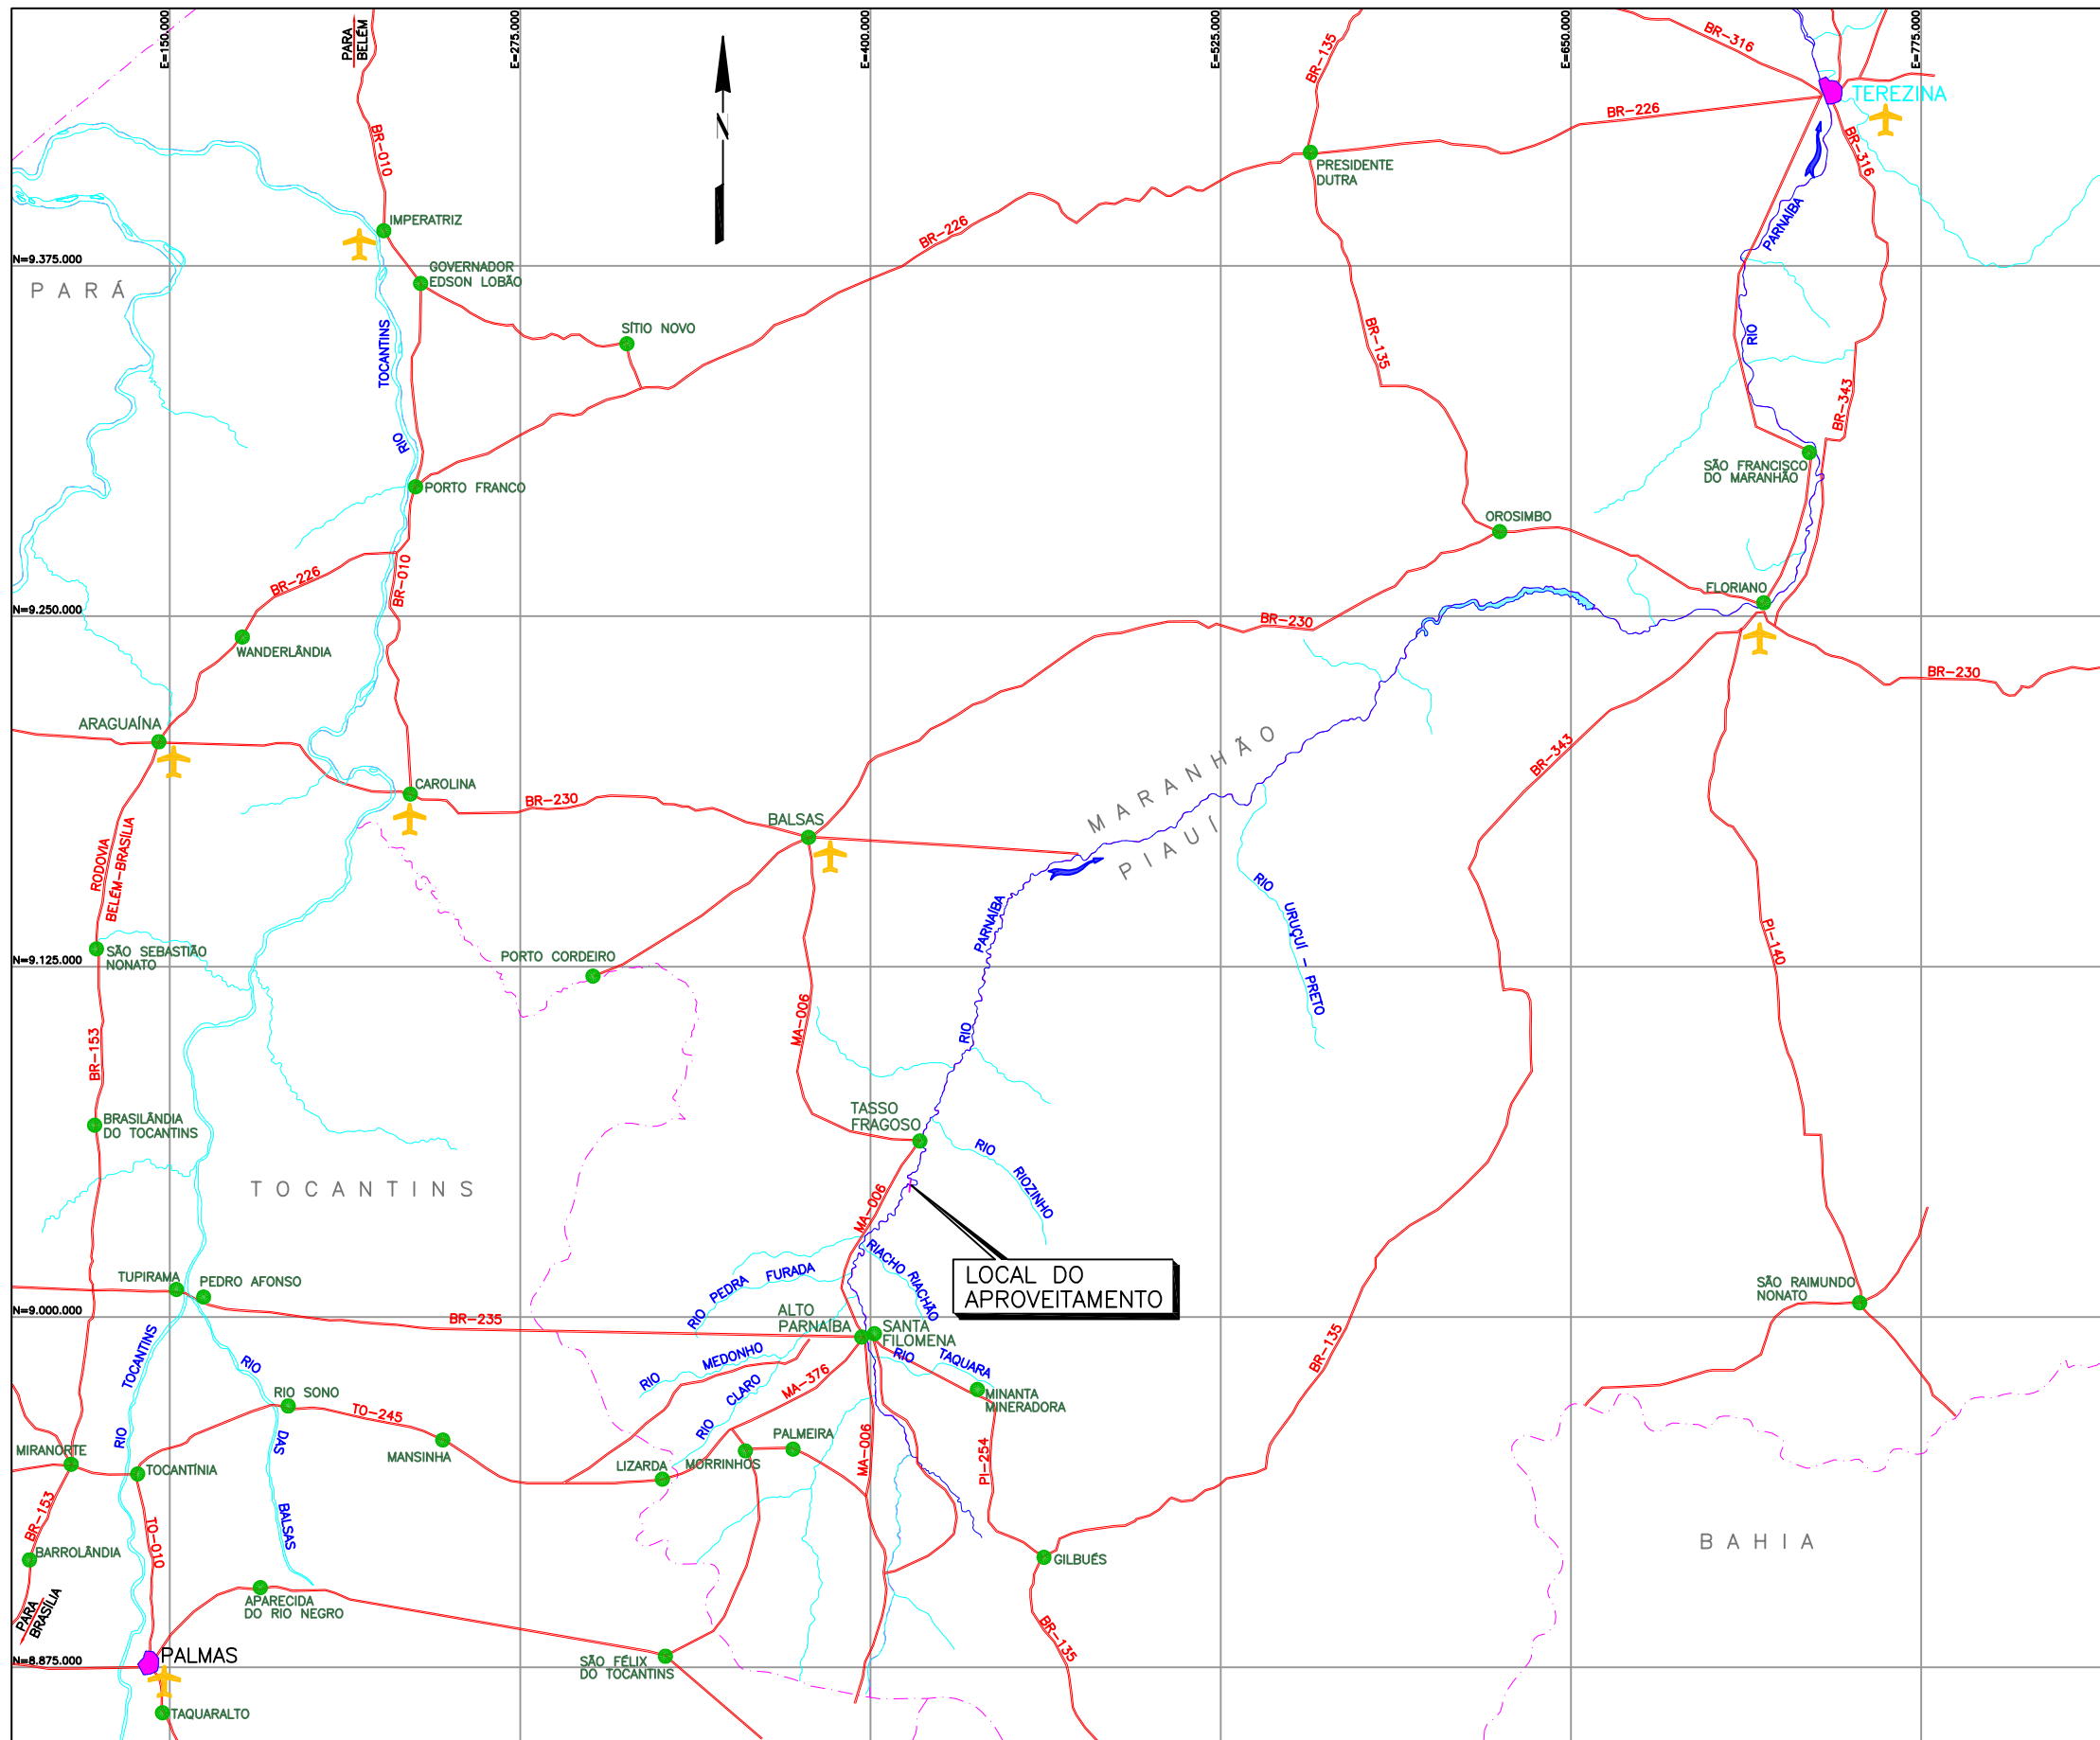 E=150.000
PARA
BELÉM
E=275.000
E=400.000
E=525.000
E=650.000
E=775.000
N
BR-316
BR-135
BR-226
TEREZINA
BR-316
BR-010
PRESIDENTE
DUTRA
IMPERATRIZ
PARNAÍBA
BR-226
N=9.375.000
PARÁ
GOVERNADOR
EDSON LOBÃO
TOCANTINS
SÍTIO NOVO
RIO
BR-135
BR-343
RIO
PORTO FRANCO
SÃO FRANCISCO
DO MARANHÃO
OROSIMBO
BR-226
BR-010
FLORIANO
N=9.250.000
BR-230
WANDERLÂNDIA
BR-230
ARAGUAÍNA
MARANHÃO
BR-343
CAROLINA
BR-230
BALSAS
PIAUÍ
RODOVIA
BELÉM-BRASÍLIA
RIO
URUÇUÍ - PRETO
PARNAÍBA
PI-140
SÃO SEBASTIÃO
NONATO
PORTO CORDEIRO
N=9.125.000
MA-006
RIO
BR-153
BRASILÂNDIA
DO TOCANTINS
TASSO
FRAGOSO
RIO
RIOZINHO
TOCANTINS
MA-006
RIACHO RIACHÃO
LOCAL DO
APROVEITAMENTO
TUPIRAMA
PEDRO AFONSO
RIO PEDRA FURADA
SÃO RAIMUNDO
NONATO
N=9.000.000
BR-235
ALTO
PARNAÍBA
SANTA
FILOMENA
BR-135
TOCANTINS
RIO
RIO MEDONHO
RIO TAQUARA
MA-376
RIO CLARO
MINANTA
MINERADORA
RIO SONO
TO-245
RIO
DAS
MIRANORTE
MANSINHA
PALMEIRA
MA-006
PI-254
TOCANTÍNIA
LIZARDA
MORRINHOS
BR-153
TO-010
BALSAS
BAHIA
BARROLÂNDIA
GILBUÉS
PARA
BRASÍLIA
APARECIDA
DO RIO NEGRO
BR-135
PALMAS
N=8.875.000
SÃO FÉLIX
DO TOCANTINS
TAQUARALTO